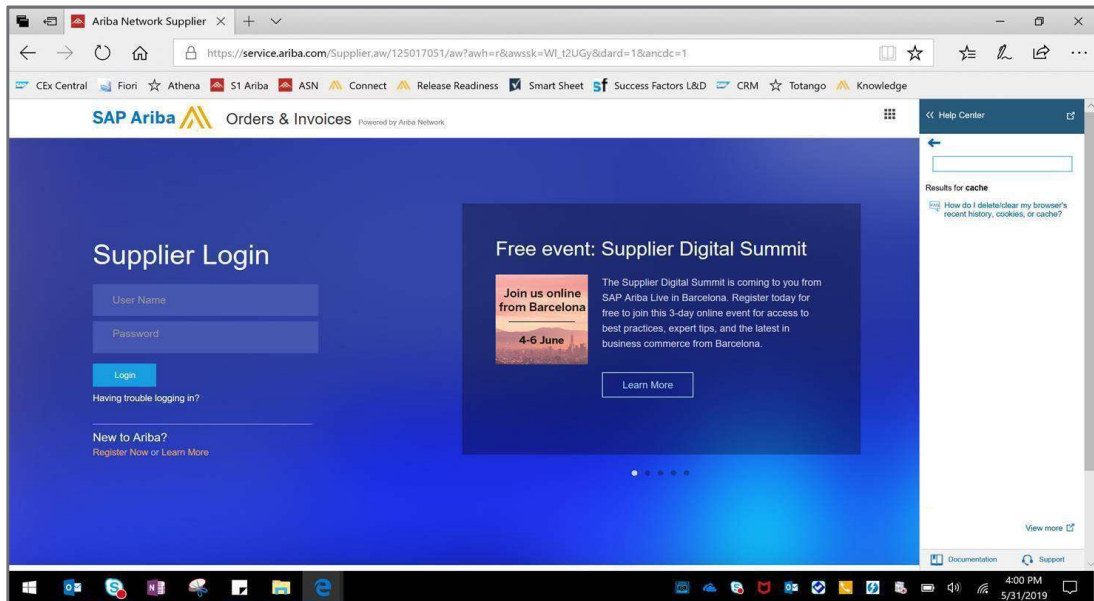 Ariba Network Supplier
https://service.ariba.com/Supplier.aw/125017051/aw?awh=r&awssk=WI_t2UGy&dard=1&ancdc=1
CEx Central Fiori Athena S1 Ariba ASN Connect Release Readiness Smart Sheet Success Factors L&D CRM Totango Knowledge
SAP Ariba Orders & Invoices Powered by Ariba Network
Help Center
Results for cache
How do I delete/clear my browser's
recent history, cookies, or cache?
Supplier Login
User Name
Password
Login
Having trouble logging in?
New to Ariba?
Register Now or Learn More
Free event: Supplier Digital Summit
Join us online
from Barcelona
4-6 June
The Supplier Digital Summit is coming to you from
SAP Ariba Live in Barcelona. Register today for
free to join this 3-day online event for access to
best practices, expert tips, and the latest in
business commerce from Barcelona.
Learn More
View more
Documentation Support
4:00 PM
5/31/2019